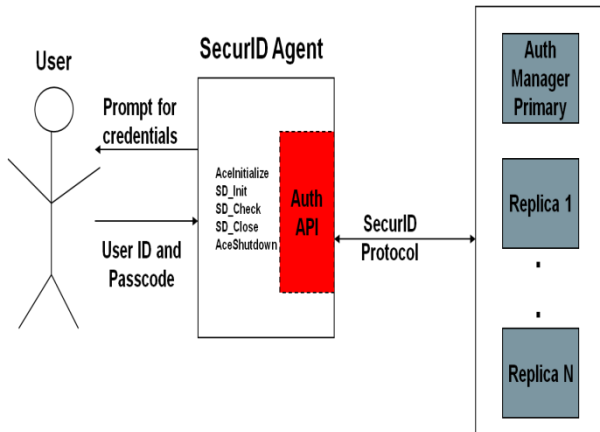 User
Prompt for
credentials
User ID and
Passcode
SecurID Agent
AceInitialize
SD_Init
SD_Check
SD_Close
AceShutdown
Auth
API
SecurID
Protocol
Auth
Manager
Primary
Replica 1
.
.
Replica N